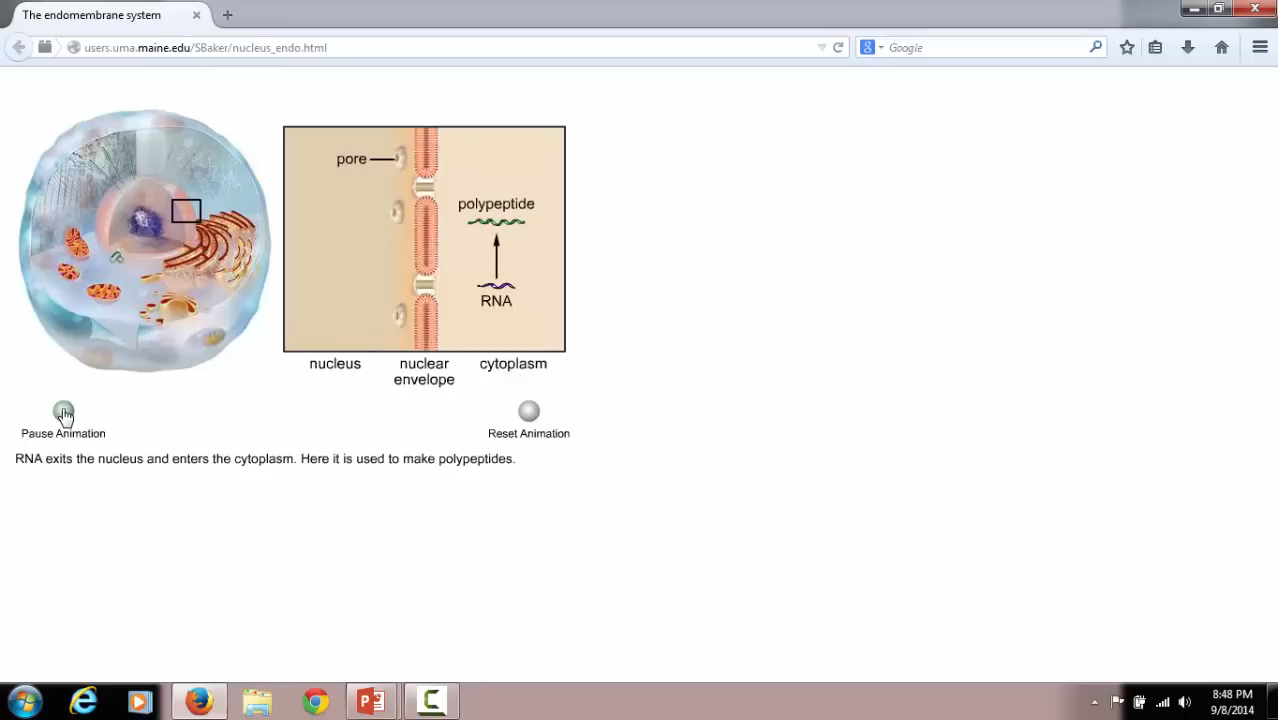 The endomembrane system
users.uma.maine.edu/SBaker/nucleus_endo.html
Google
pore
polypeptide
RNA
nucleus
nuclear
envelope
cytoplasm
Pause Animation
Reset Animation
RNA exits the nucleus and enters the cytoplasm. Here it is used to make polypeptides.
8:48 PM
9/8/2014